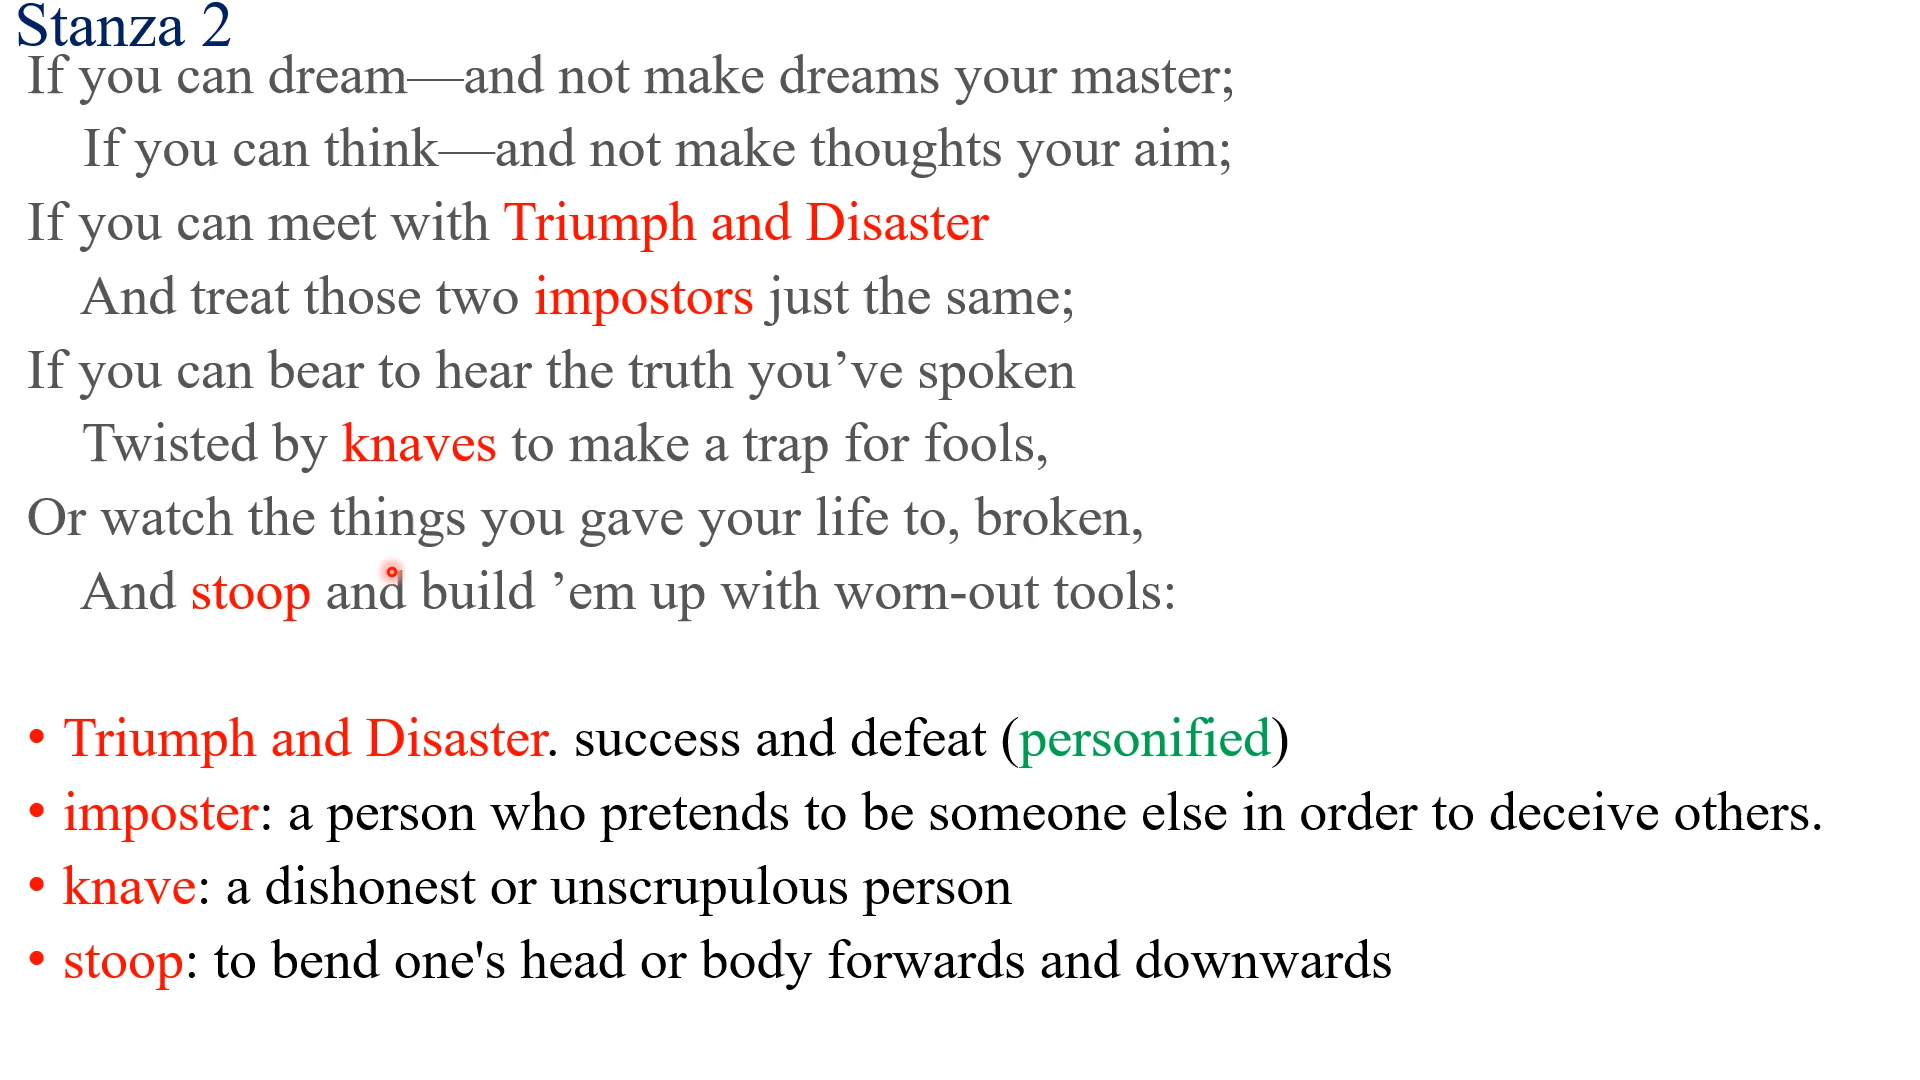 Stanza 2
If you can dream—and not make dreams your master;
If you can think—and not make thoughts your aim;
If you can meet with Triumph and Disaster
And treat those two impostors just the same;
If you can bear to hear the truth you’ve spoken
Twisted by knaves to make a trap for fools,
Or watch the things you gave your life to, broken,
And stoop and build ’em up with worn-out tools:
• Triumph and Disaster. success and defeat (personified)
• imposter: a person who pretends to be someone else in order to deceive others.
• knave: a dishonest or unscrupulous person
• stoop: to bend one's head or body forwards and downwards